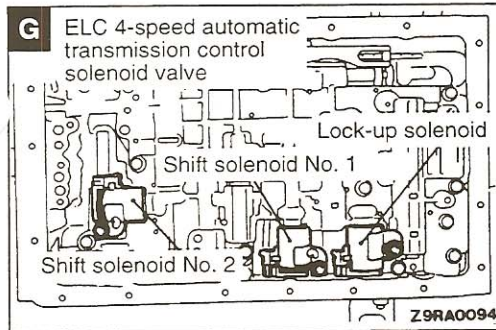 G
ELC 4-speed automatic
transmission control
solenoid valve
Lock-up solenoid
Shift solenoid No. 1
Shift solenoid No. 2
Z9RA0094